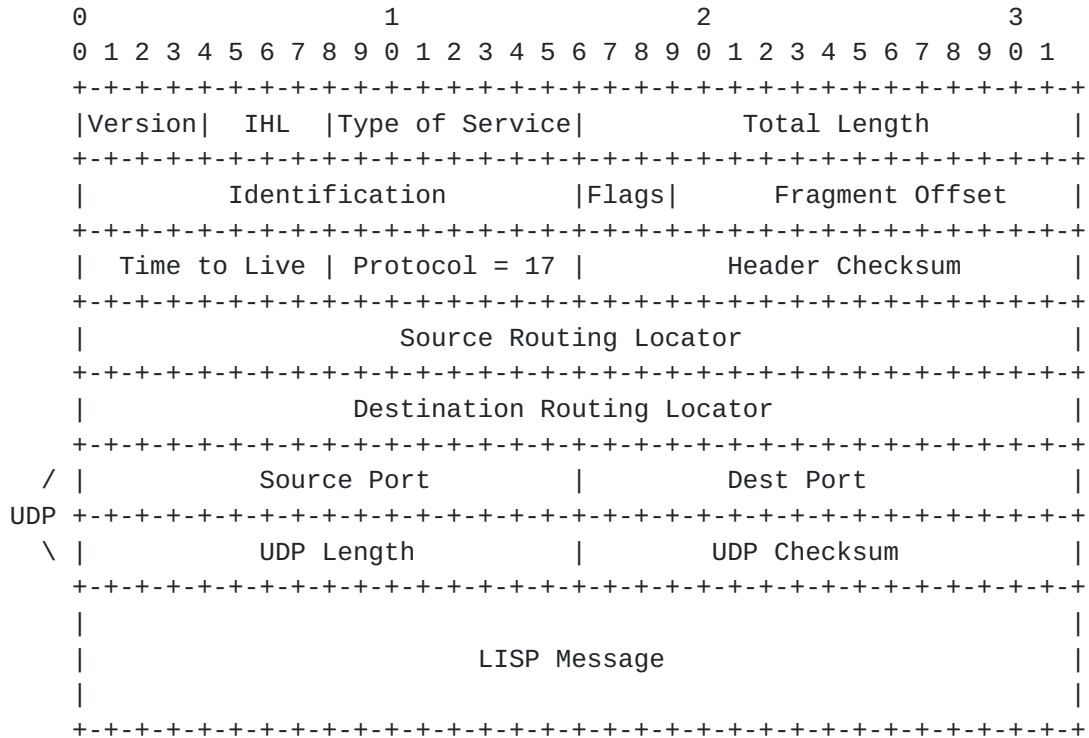 0                   1                   2                   3
 0 1 2 3 4 5 6 7 8 9 0 1 2 3 4 5 6 7 8 9 0 1 2 3 4 5 6 7 8 9 0 1
+-+-+-+-+-+-+-+-+-+-+-+-+-+-+-+-+-+-+-+-+-+-+-+-+-+-+-+-+-+-+-+-+
|Version|  IHL  |Type of Service|          Total Length         |
+-+-+-+-+-+-+-+-+-+-+-+-+-+-+-+-+-+-+-+-+-+-+-+-+-+-+-+-+-+-+-+-+
|         Identification        |Flags|      Fragment Offset    |
+-+-+-+-+-+-+-+-+-+-+-+-+-+-+-+-+-+-+-+-+-+-+-+-+-+-+-+-+-+-+-+-+
|  Time to Live | Protocol = 17 |         Header Checksum       |
+-+-+-+-+-+-+-+-+-+-+-+-+-+-+-+-+-+-+-+-+-+-+-+-+-+-+-+-+-+-+-+-+
|                    Source Routing Locator                     |
+-+-+-+-+-+-+-+-+-+-+-+-+-+-+-+-+-+-+-+-+-+-+-+-+-+-+-+-+-+-+-+-+
|                 Destination Routing Locator                   |
+-+-+-+-+-+-+-+-+-+-+-+-+-+-+-+-+-+-+-+-+-+-+-+-+-+-+-+-+-+-+-+-+
/ |           Source Port         |         Dest Port             |
UDP +-+-+-+-+-+-+-+-+-+-+-+-+-+-+-+-+-+-+-+-+-+-+-+-+-+-+-+-+-+-+-+-+
\ |           UDP Length          |        UDP Checksum           |
+-+-+-+-+-+-+-+-+-+-+-+-+-+-+-+-+-+-+-+-+-+-+-+-+-+-+-+-+-+-+-+-+
|                                                               |
|                         LISP Message                          |
|                                                               |
+-+-+-+-+-+-+-+-+-+-+-+-+-+-+-+-+-+-+-+-+-+-+-+-+-+-+-+-+-+-+-+-+